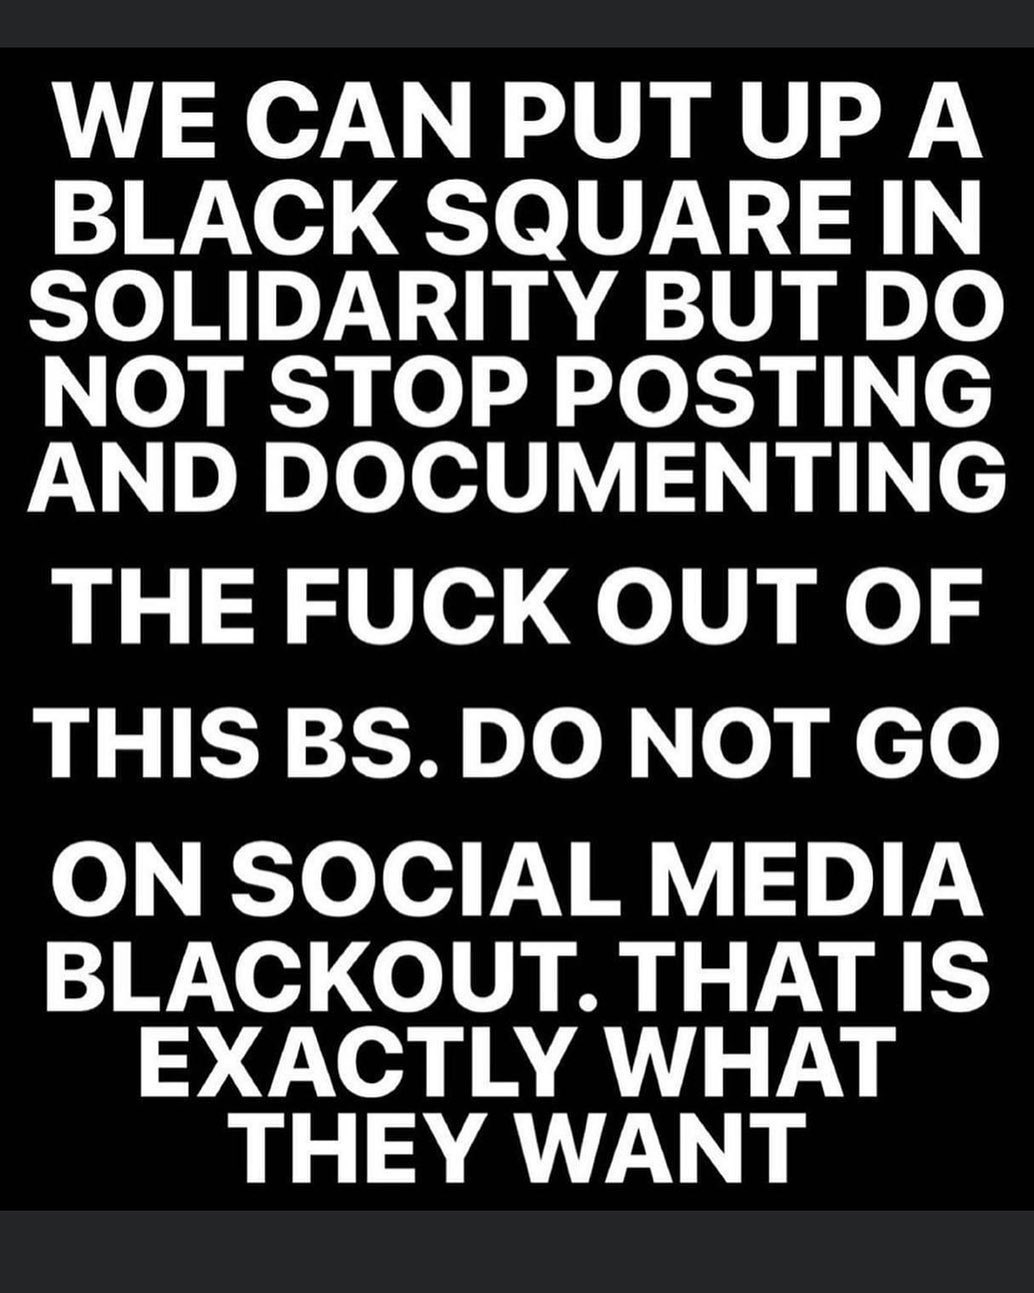 WE CAN PUT UP A
BLACK SQUARE IN
SOLIDARITY BUT DO
NOT STOP POSTING
AND DOCUMENTING
THE FUCK OUT OF
THIS BS. DO NOT GO
ON SOCIAL MEDIA
BLACKOUT. THAT IS
EXACTLY WHAT
THEY WANT